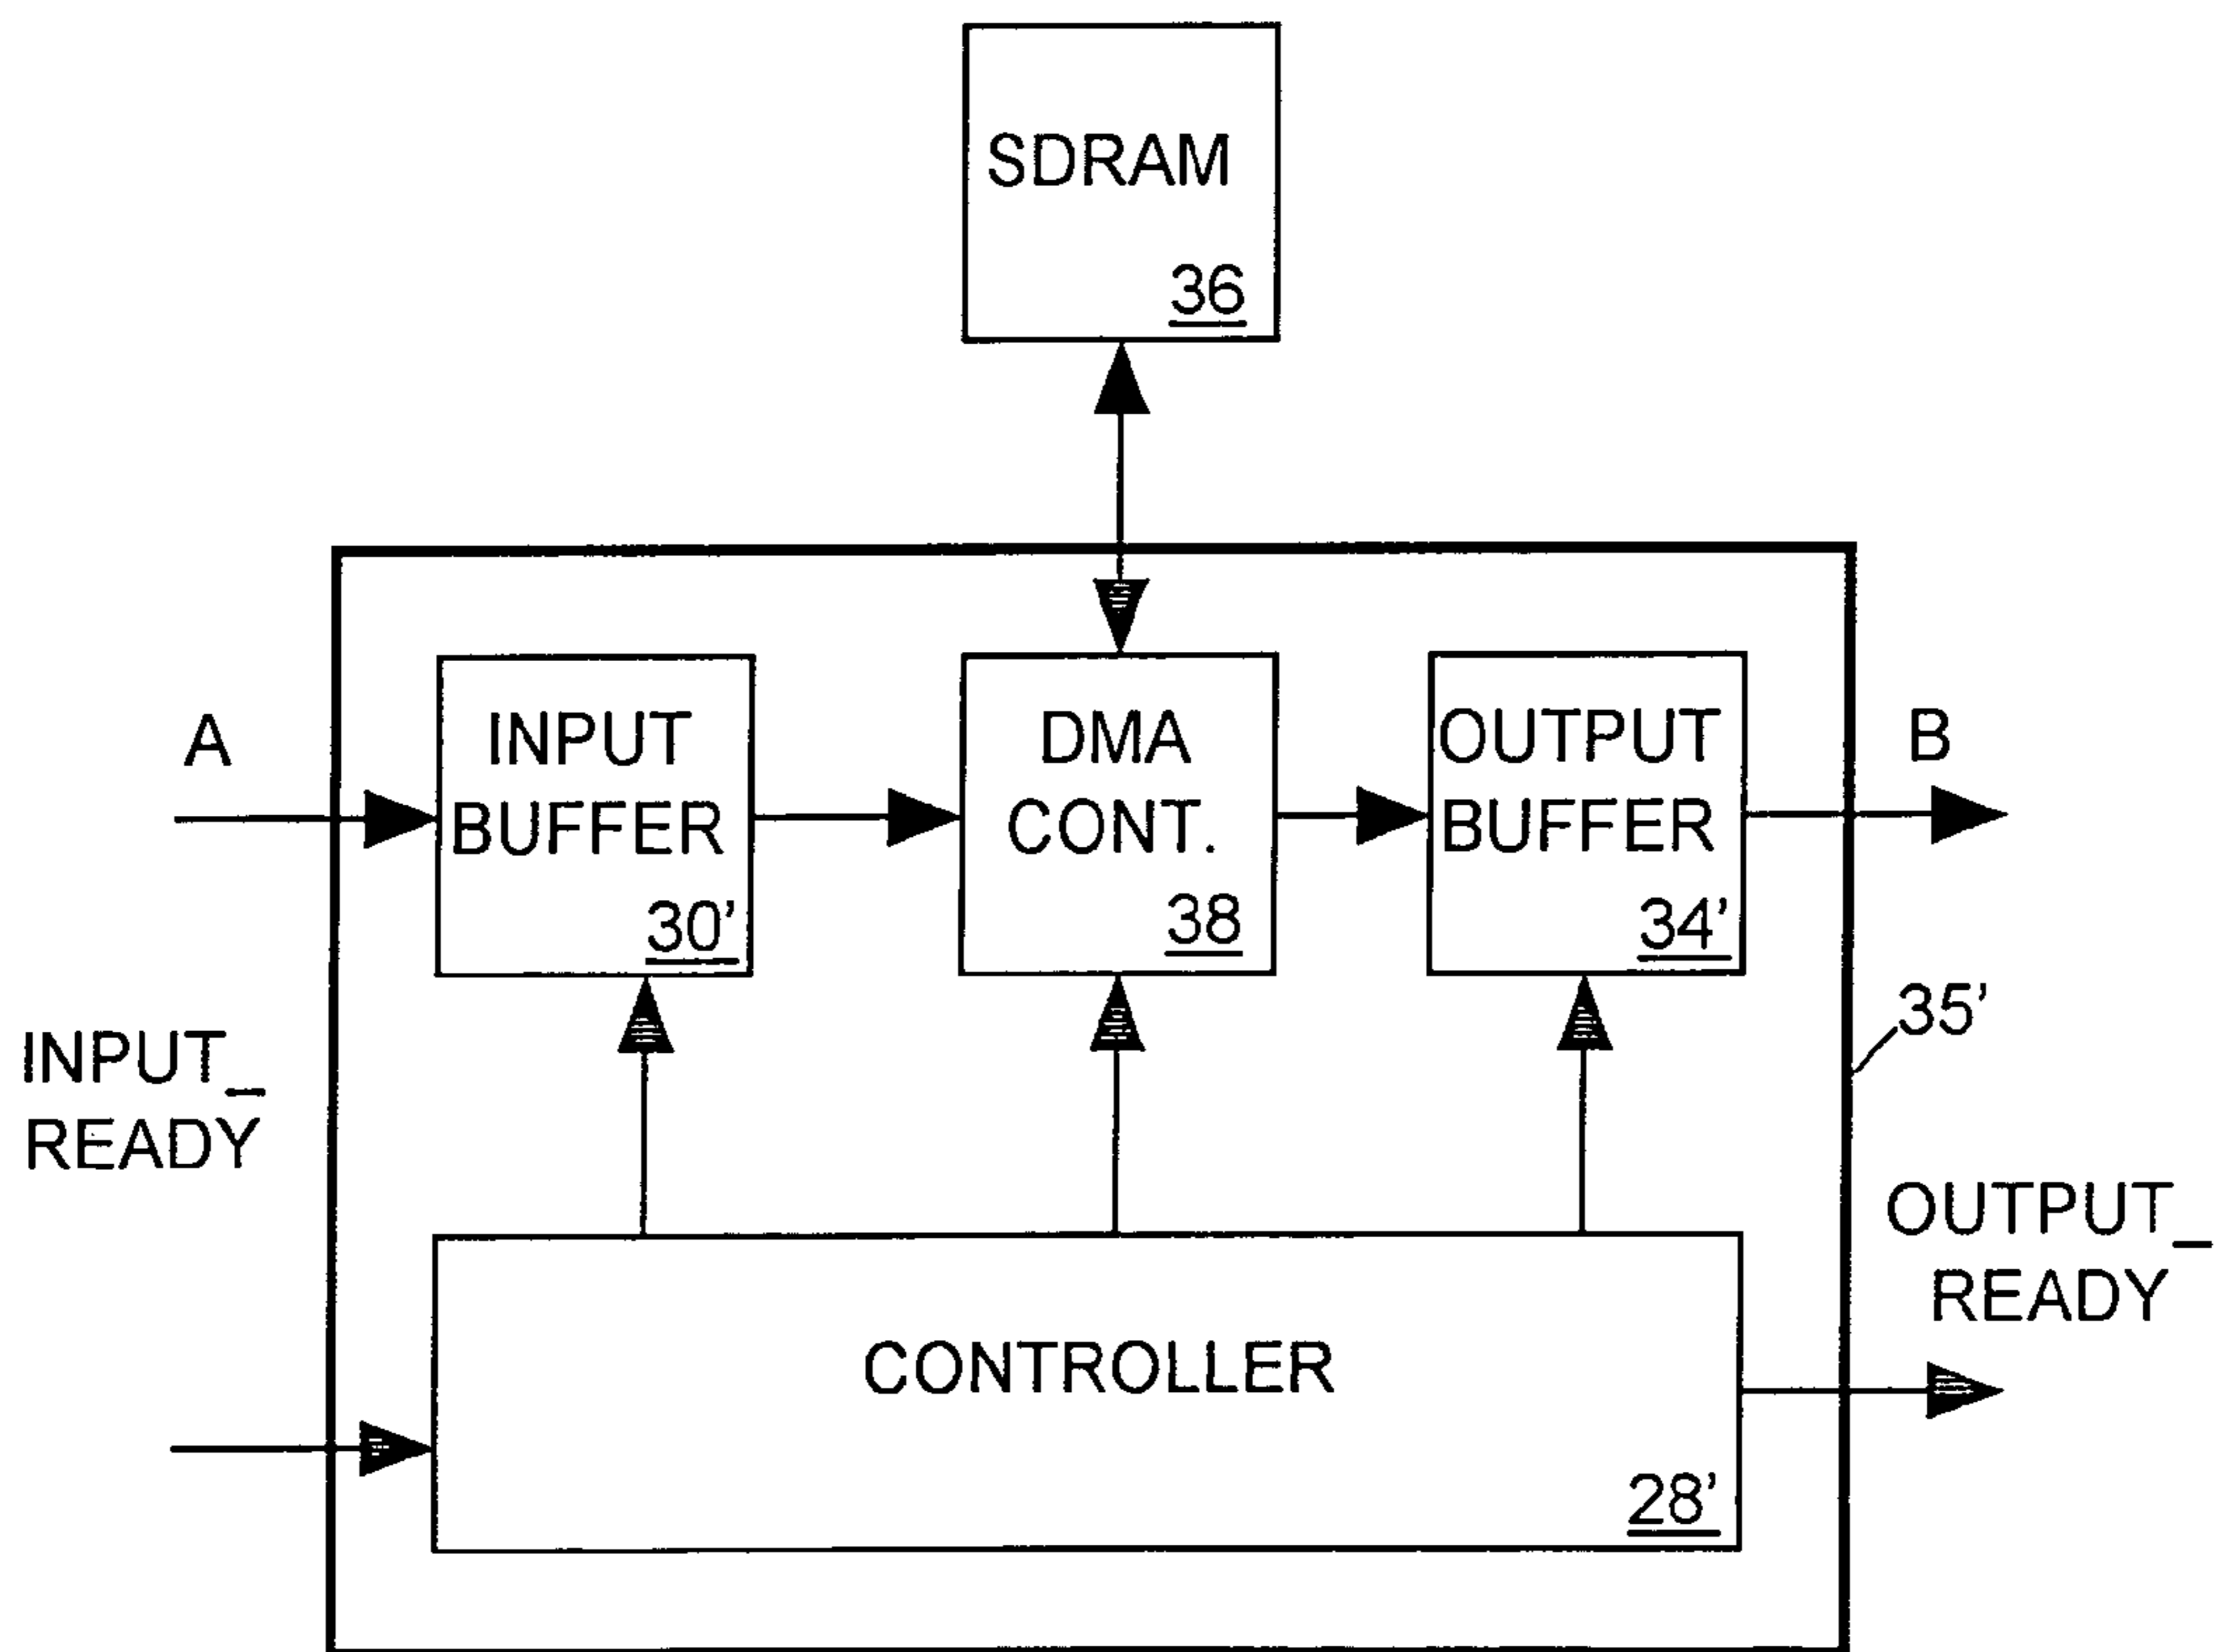 SDRAM
36
A
INPUT
BUFFER
30’
DMA
CONT.
38
OUTPUT
BUFFER
34’
B
35’
INPUT_
READY
OUTPUT_
READY
CONTROLLER
28’